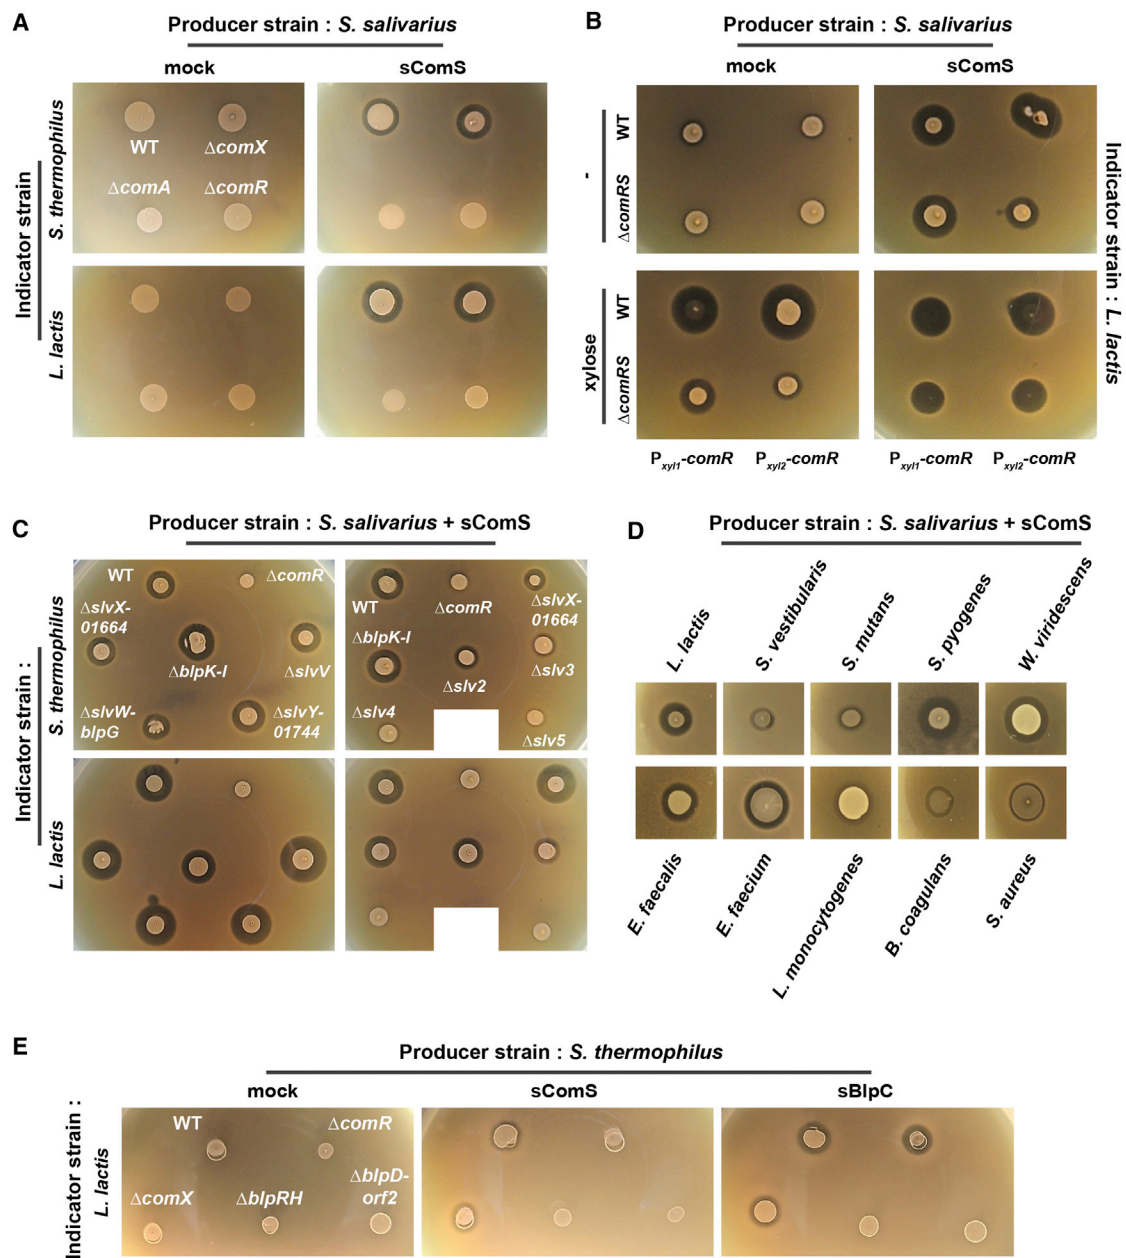 A
Producer strain : S. salivarius
mock
sComS
Indicator strain
S. thermophilus
L. lactis
WT
ΔcomX
ΔcomA
ΔcomR
B
Producer strain : S. salivarius
mock
sComS
-
WT
ΔcomRS
xylose
WT
ΔcomRS
Indicator strain : L. lactis
Pxyl1-comR
Pxyl2-comR
Pxyl1-comR
Pxyl2-comR
C
Producer strain : S. salivarius + sComS
Indicator strain :
S. thermophilus
L. lactis
WT
ΔcomR
ΔslvX-
01664
ΔblpK-I
ΔslvV
ΔslvW-
blpG
ΔslvY-
01744
WT
ΔcomR
ΔslvX-
01664
ΔblpK-I
Δslv2
Δslv3
Δslv4
Δslv5
D
Producer strain : S. salivarius + sComS
L. lactis
S. vestibularis
S. mutans
S. pyogenes
W. viridescens
E. faecalis
E. faecium
L. monocytogenes
B. coagulans
S. aureus
E
Producer strain : S. thermophilus
mock
sComS
sBlpC
Indicator strain :
L. lactis
WT
ΔcomR
ΔcomX
ΔblpRH
ΔblpD-
orf2